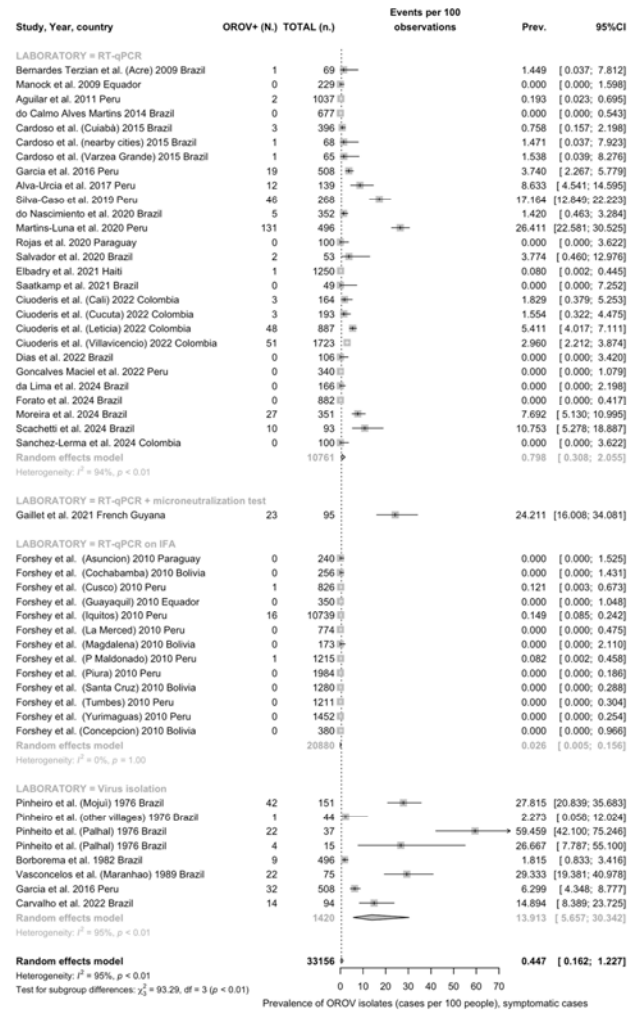 Events per 100
Study, Year, country OROV+ (N.) TOTAL (n.) observations Prev. 95%CI
LABORATORY = RT-qPCR
Bernardes Terzian et al. (Acre) 2009 Brazil 1 69 1.449 [ 0.037; 7.812]
Manock et al. 2009 Equador 0 229 0.000 [ 0.000; 1.598]
Aguilar et al. 2011 Peru 2 1037 0.193 [ 0.023; 0.695]
do Calmo Alves Martins 2014 Brazil 0 677 0.000 [ 0.000; 0.543]
Cardoso et al. (Cuiabà) 2015 Brazil 3 396 0.758 [ 0.157; 2.198]
Cardoso et al. (nearby cities) 2015 Brazil 1 68 1.471 [ 0.037; 7.923]
Cardoso et al. (Varzea Grande) 2015 Brazil 1 65 1.538 [ 0.039; 8.276]
Garcia et al. 2016 Peru 19 508 3.740 [ 2.267; 5.779]
Alva-Urcia et al. 2017 Peru 12 139 8.633 [ 4.541; 14.595]
Silva-Caso et al. 2019 Peru 46 268 17.164 [12.849; 22.223]
do Nascimiento et al. 2020 Brazil 5 352 1.420 [ 0.463; 3.284]
Martins-Luna et al. 2020 Peru 131 496 26.411 [22.581; 30.525]
Rojas et al. 2020 Paraguay 0 100 0.000 [ 0.000; 3.622]
Salvador et al. 2020 Brazil 2 53 3.774 [ 0.460; 12.976]
Elbadry et al. 2021 Haiti 1 1250 0.080 [ 0.002; 0.445]
Saatkamp et al. 2021 Brazil 0 49 0.000 [ 0.000; 7.252]
Ciuoderis et al. (Cali) 2022 Colombia 3 164 1.829 [ 0.379; 5.253]
Ciuoderis et al. (Cucuta) 2022 Colombia 3 193 1.554 [ 0.322; 4.475]
Ciuoderis et al. (Leticia) 2022 Colombia 48 887 5.411 [ 4.017; 7.111]
Ciuoderis et al. (Villavicencio) 2022 Colombia 51 1723 2.960 [ 2.212; 3.874]
Dias et al. 2022 Brazil 0 106 0.000 [ 0.000; 3.420]
Goncalves Maciel et al. 2022 Peru 0 340 0.000 [ 0.000; 1.079]
da Lima et al. 2024 Brazil 0 166 0.000 [ 0.000; 2.198]
Forato et al. 2024 Brazil 0 882 0.000 [ 0.000; 0.417]
Moreira et al. 2024 Brazil 27 351 7.692 [ 5.130; 10.995]
Scachetti et al. 2024 Brazil 10 93 10.753 [ 5.278; 18.887]
Sanchez-Lerma et al. 2024 Colombia 0 100 0.000 [ 0.000; 3.622]
Random effects model 10761 0.798 [ 0.308; 2.055]
Heterogeneity: I² = 94%, p < 0.01
LABORATORY = RT-qPCR + microneutralization test
Gaillet et al. 2021 French Guyana 23 95 24.211 [16.008; 34.081]
LABORATORY = RT-qPCR on IFA
Forshey et al. (Asuncion) 2010 Paraguay 0 240 0.000 [ 0.000; 1.525]
Forshey et al. (Cochabamba) 2010 Bolivia 0 256 0.000 [ 0.000; 1.431]
Forshey et al. (Cusco) 2010 Peru 1 826 0.121 [ 0.003; 0.673]
Forshey et al. (Guayaquil) 2010 Equador 0 350 0.000 [ 0.000; 1.048]
Forshey et al. (Iquitos) 2010 Peru 16 10739 0.149 [ 0.085; 0.242]
Forshey et al. (La Merced) 2010 Peru 0 774 0.000 [ 0.000; 0.475]
Forshey et al. (Magdalena) 2010 Bolivia 0 173 0.000 [ 0.000; 2.110]
Forshey et al. (P Maldonado) 2010 Peru 1 1215 0.082 [ 0.002; 0.458]
Forshey et al. (Piura) 2010 Peru 0 1984 0.000 [ 0.000; 0.186]
Forshey et al. (Santa Cruz) 2010 Bolivia 0 1280 0.000 [ 0.000; 0.288]
Forshey et al. (Tumbes) 2010 Peru 0 1211 0.000 [ 0.000; 0.304]
Forshey et al. (Yurimaguas) 2010 Peru 0 1452 0.000 [ 0.000; 0.254]
Forshey et al. (Concepcion) 2010 Bolivia 0 380 0.000 [ 0.000; 0.966]
Random effects model 20880 0.026 [ 0.005; 0.156]
Heterogeneity: I² = 0%, p = 1.00
LABORATORY = Virus isolation
Pinheiro et al. (Mojuì) 1976 Brazil 42 151 27.815 [20.839; 35.683]
Pinheiro et al. (other villages) 1976 Brazil 1 44 2.273 [ 0.058; 12.024]
Pinheito et al. (Palhal) 1976 Brazil 22 37 59.459 [42.100; 75.246]
Pinheito et al. (Palhal) 1976 Brazil 4 15 26.667 [ 7.787; 55.100]
Borborema et al. 1982 Brazil 9 496 1.815 [ 0.833; 3.416]
Vasconcelos et al. (Maranhao) 1989 Brazil 22 75 29.333 [19.381; 40.978]
Garcia et al. 2016 Peru 32 508 6.299 [ 4.348; 8.777]
Carvalho et al. 2022 Brazil 14 94 14.894 [ 8.389; 23.725]
Random effects model 1420 13.913 [ 5.657; 30.342]
Heterogeneity: I² = 95%, p < 0.01
Random effects model 33156 0.447 [ 0.162; 1.227]
Heterogeneity: I² = 95%, p < 0.01
Test for subgroup differences: χ²₃ = 93.29, df = 3 (p < 0.01)
0 10 20 30 40 50 60 70
Prevalence of OROV isolates (cases per 100 people), symptomatic cases